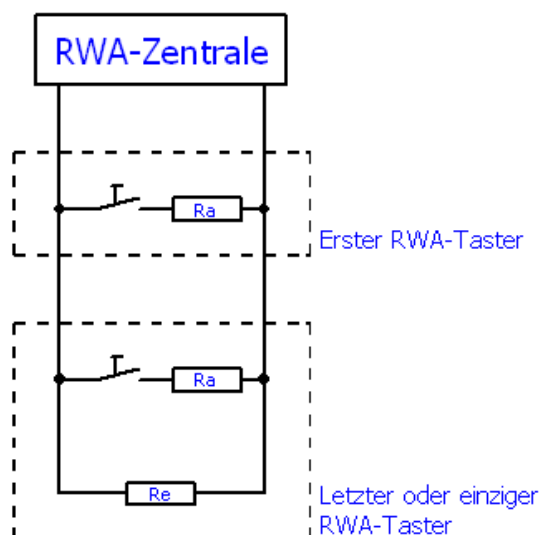 RWA-Zentrale
Ra
Erster RWA-Taster
Ra
Re
Letzter oder einziger
RWA-Taster